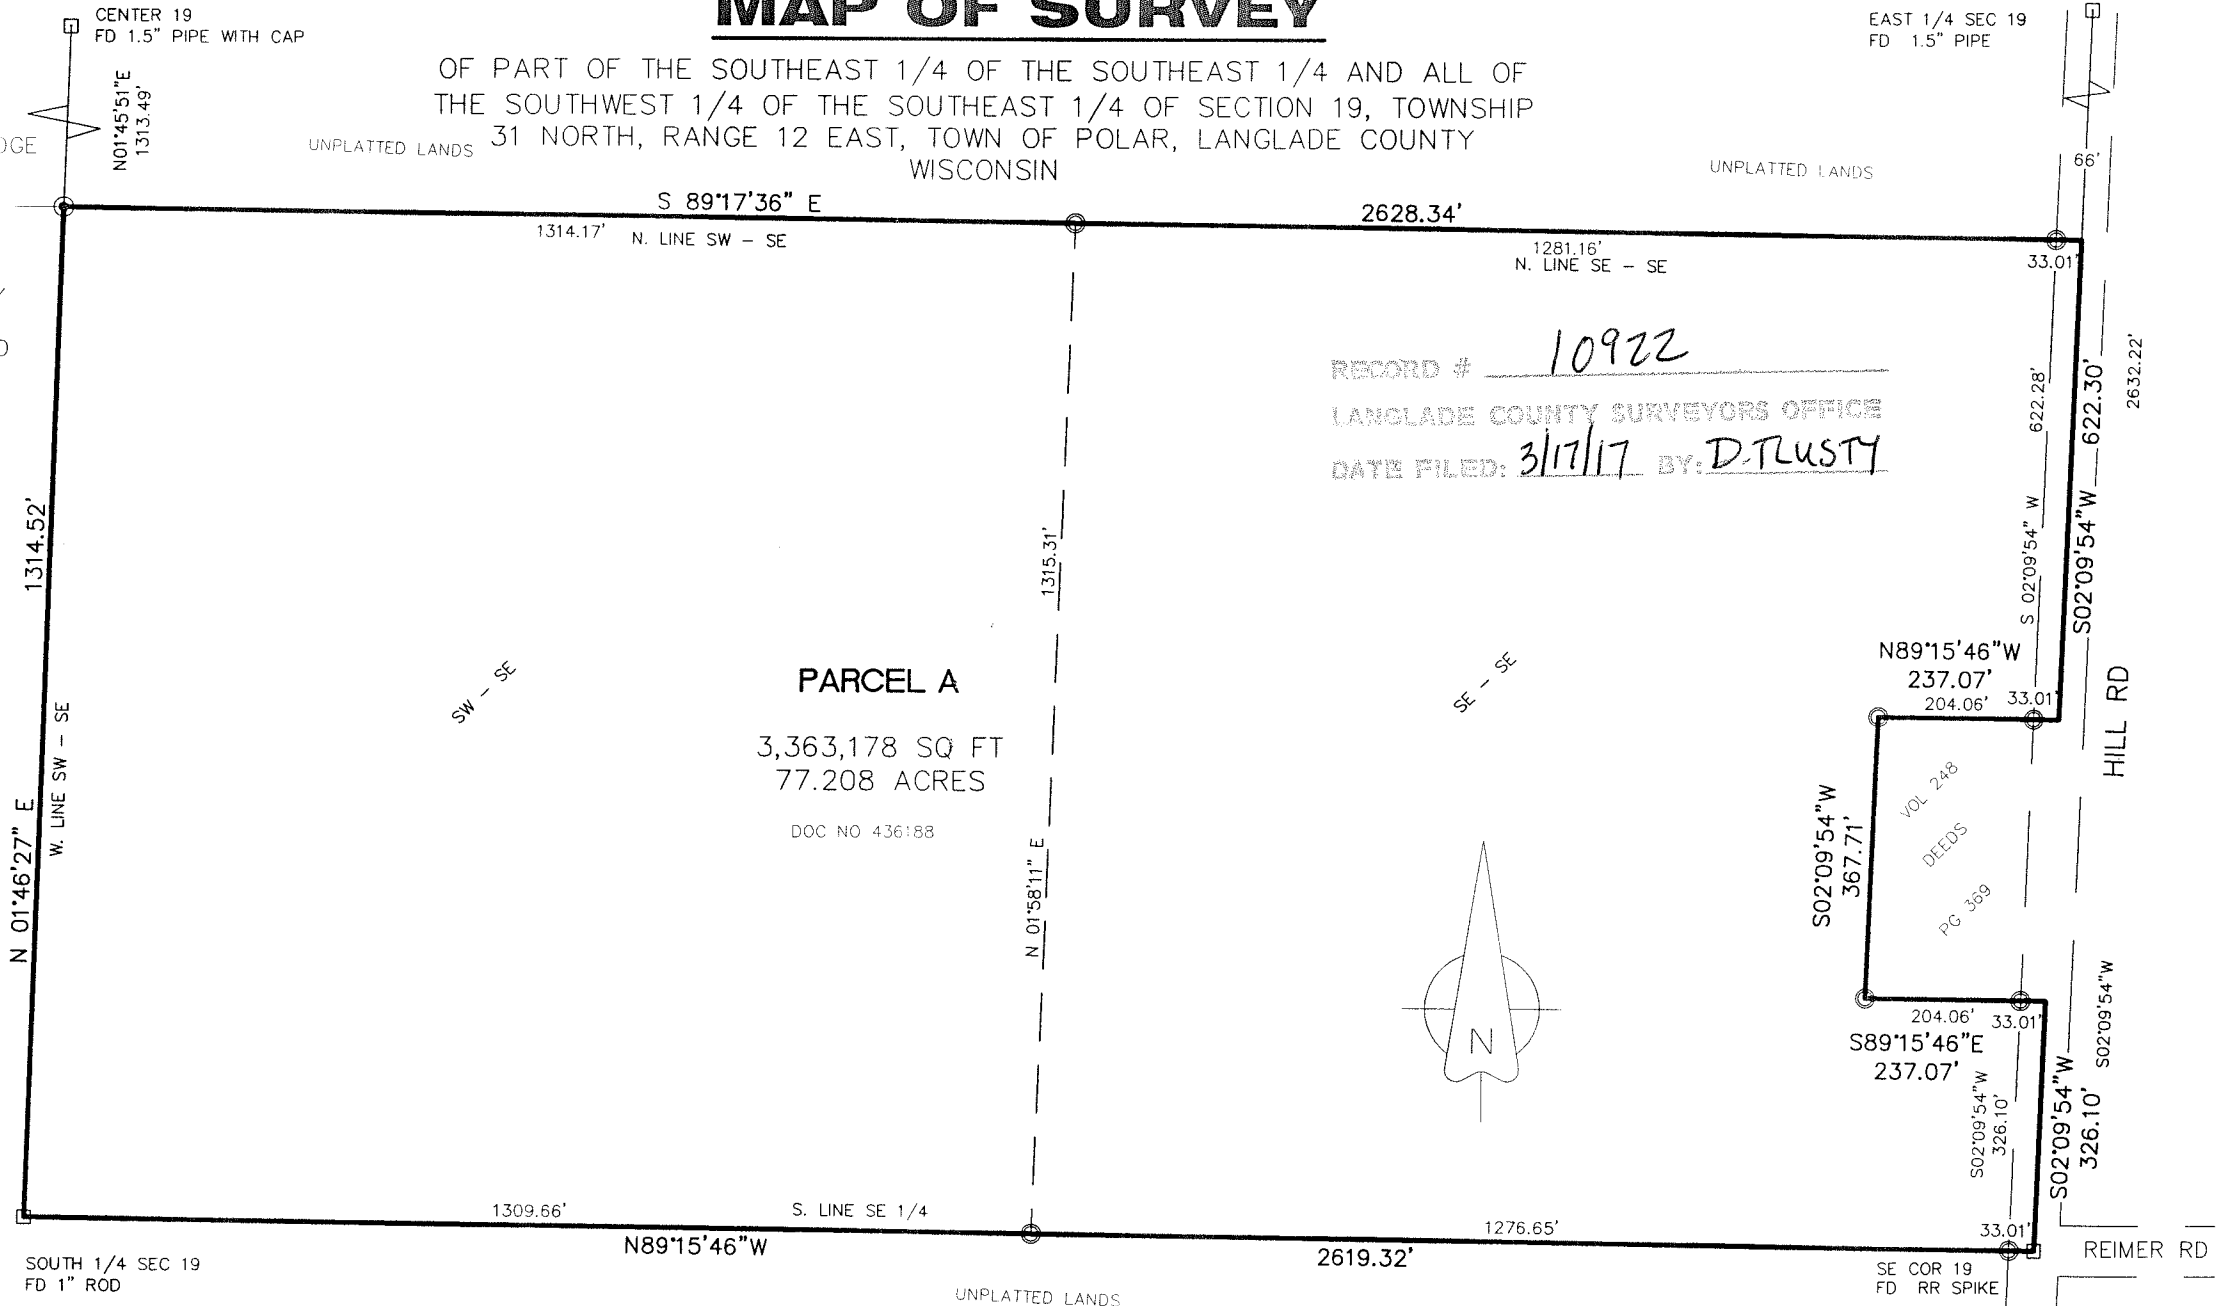 MAP OF SURVEY
OF PART OF THE SOUTHEAST 1/4 OF THE SOUTHEAST 1/4 AND ALL OF
THE SOUTHWEST 1/4 OF THE SOUTHEAST 1/4 OF SECTION 19, TOWNSHIP
31 NORTH, RANGE 12 EAST, TOWN OF POLAR, LANGLADE COUNTY
WISCONSIN
CENTER 19
FD 1.5" PIPE WITH CAP
EAST 1/4 SEC 19
FD 1.5" PIPE
N01°45'51"E
1313.49'
UNPLATTED LANDS
UNPLATTED LANDS
66'
S 89°17'36" E
2628.34'
1314.17'
N. LINE SW - SE
1281.16'
N. LINE SE - SE
33.01'
RECORD # 10922
LANGLADE COUNTY SURVEYORS OFFICE
DATE FILED: 3/17/17 BY: D.TLUSTY
622.28'
S 02°09'54" W
622.30'
S02°09'54"W
2632.22'
1314.52'
N 01°46'27" E
W. LINE SW - SE
1315.31'
N 01°58'11" E
SW - SE
SE - SE
PARCEL A
3,363,178 SQ FT
77.208 ACRES
DOC NO 436188
N89°15'46"W
237.07'
204.06'
33.01'
HILL RD
S02°09'54"W
367.71'
VOL 248
DEEDS
PG 369
N
204.06'
33.01'
S89°15'46"E
237.07'
S02°09'54"W
S02°09'54"W
326.10'
S02°09'54"W
326.10'
1309.66'
S. LINE SE 1/4
1276.65'
33.01'
N89°15'46"W
2619.32'
REIMER RD
SOUTH 1/4 SEC 19
FD 1" ROD
SE COR 19
FD RR SPIKE
UNPLATTED LANDS